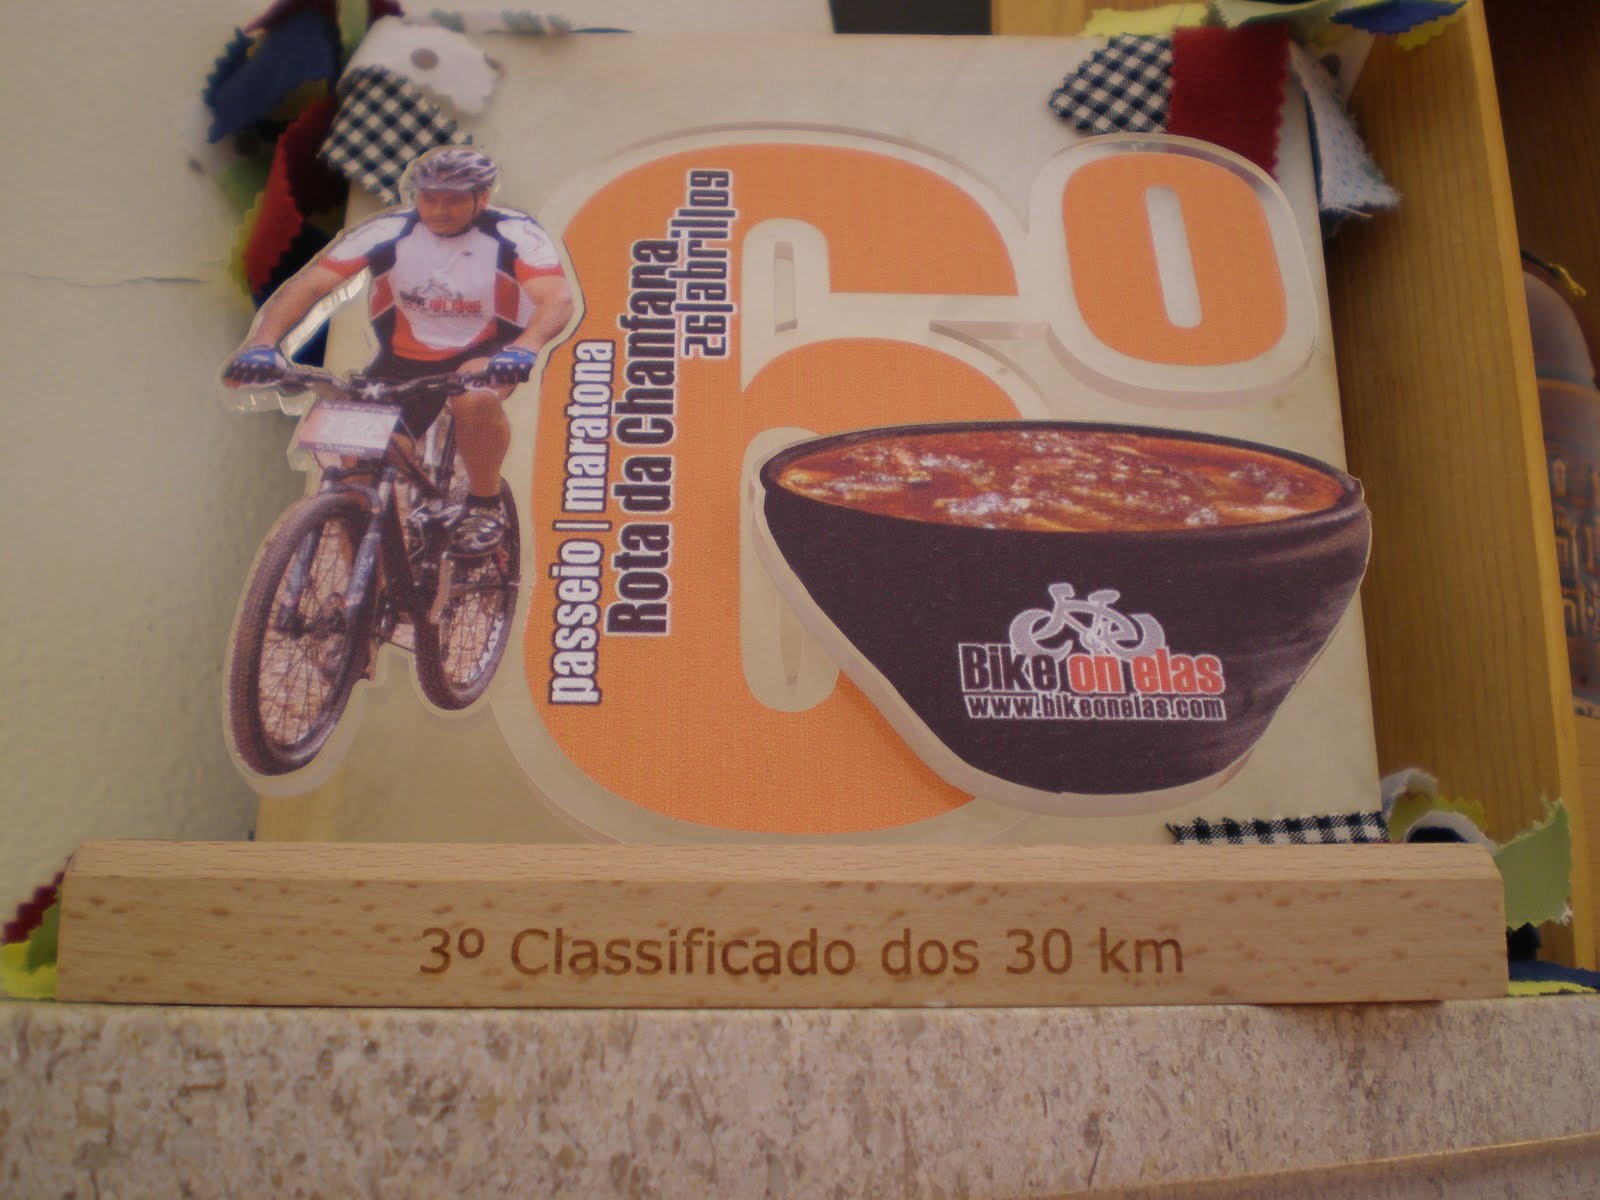 6º
passeio | maratona
Rota da Chanfana
26|abril|09
Bike on elas
www.bikeonelas.com
3º Classificado dos 30 km